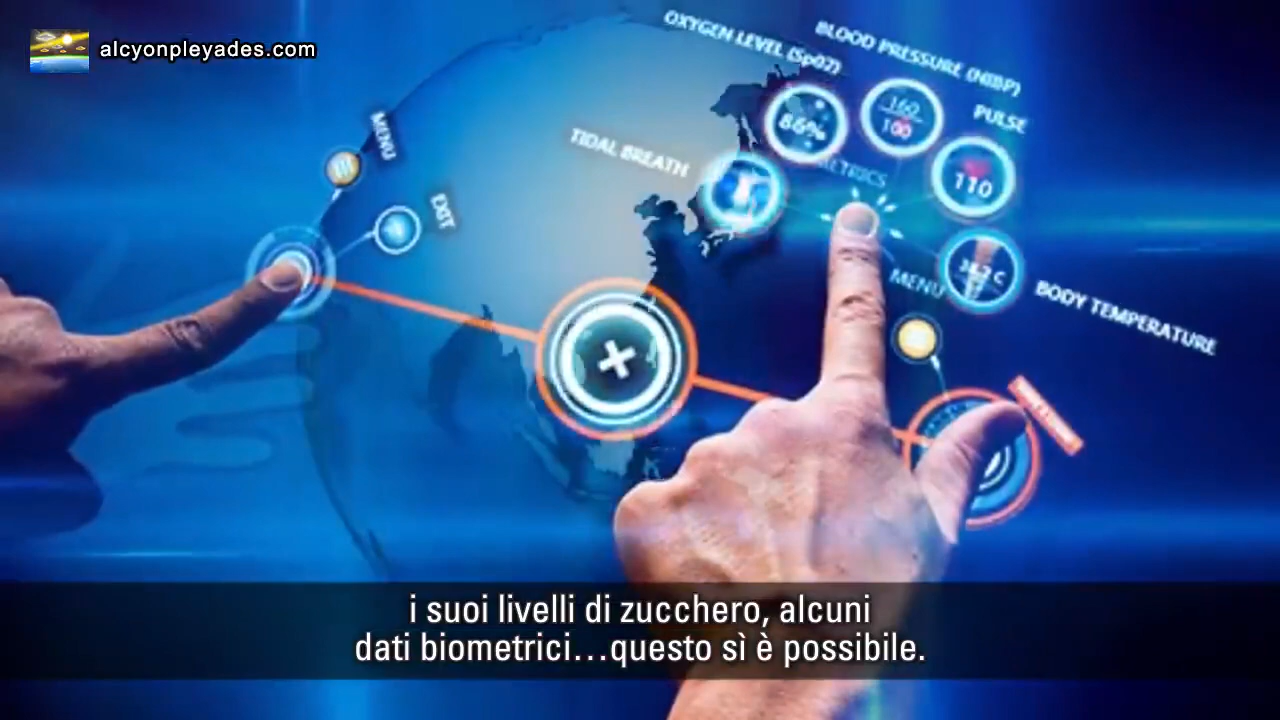 alcyonpleyades.com
OXYGEN LEVEL (SpO2)
BLOOD PRESSURE (NIBP)
PULSE
TIDAL BREATH
86%
160
100
110
MENU
EXIT
MENU
BODY TEMPERATURE
i suoi livelli di zucchero, alcuni
dati biometrici…questo sì è possibile.